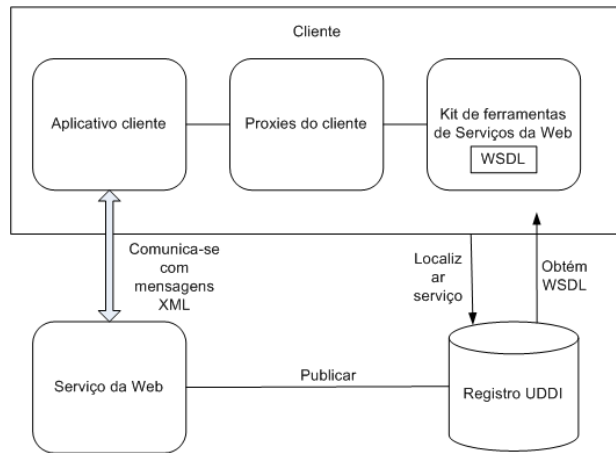 Cliente
Aplicativo cliente
Proxies do cliente
Kit de ferramentas
de Serviços da Web
WSDL
Comunica-se
com
mensagens
XML
Localiz
ar
serviço
Obtém
WSDL
Serviço da Web
Publicar
Registro UDDI